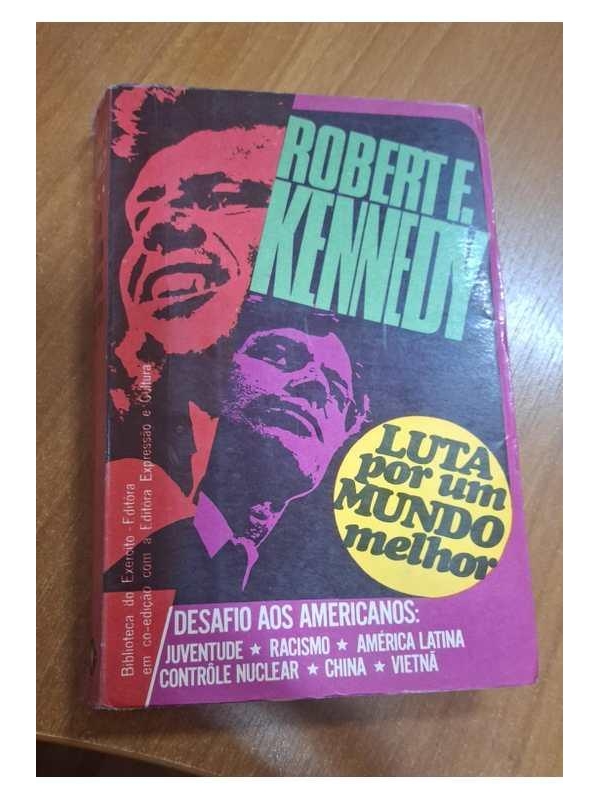 ROBERT F.
KENNEDY
LUTA
por um
MUNDO
melhor
DESAFIO AOS AMERICANOS:
JUVENTUDE ★ RACISMO ★ AMÉRICA LATINA
CONTRÔLE NUCLEAR ★ CHINA ★ VIETNÃ
Biblioteca do Exercito - Editôra
em co-edição com a Editôra Expressão e Cultura